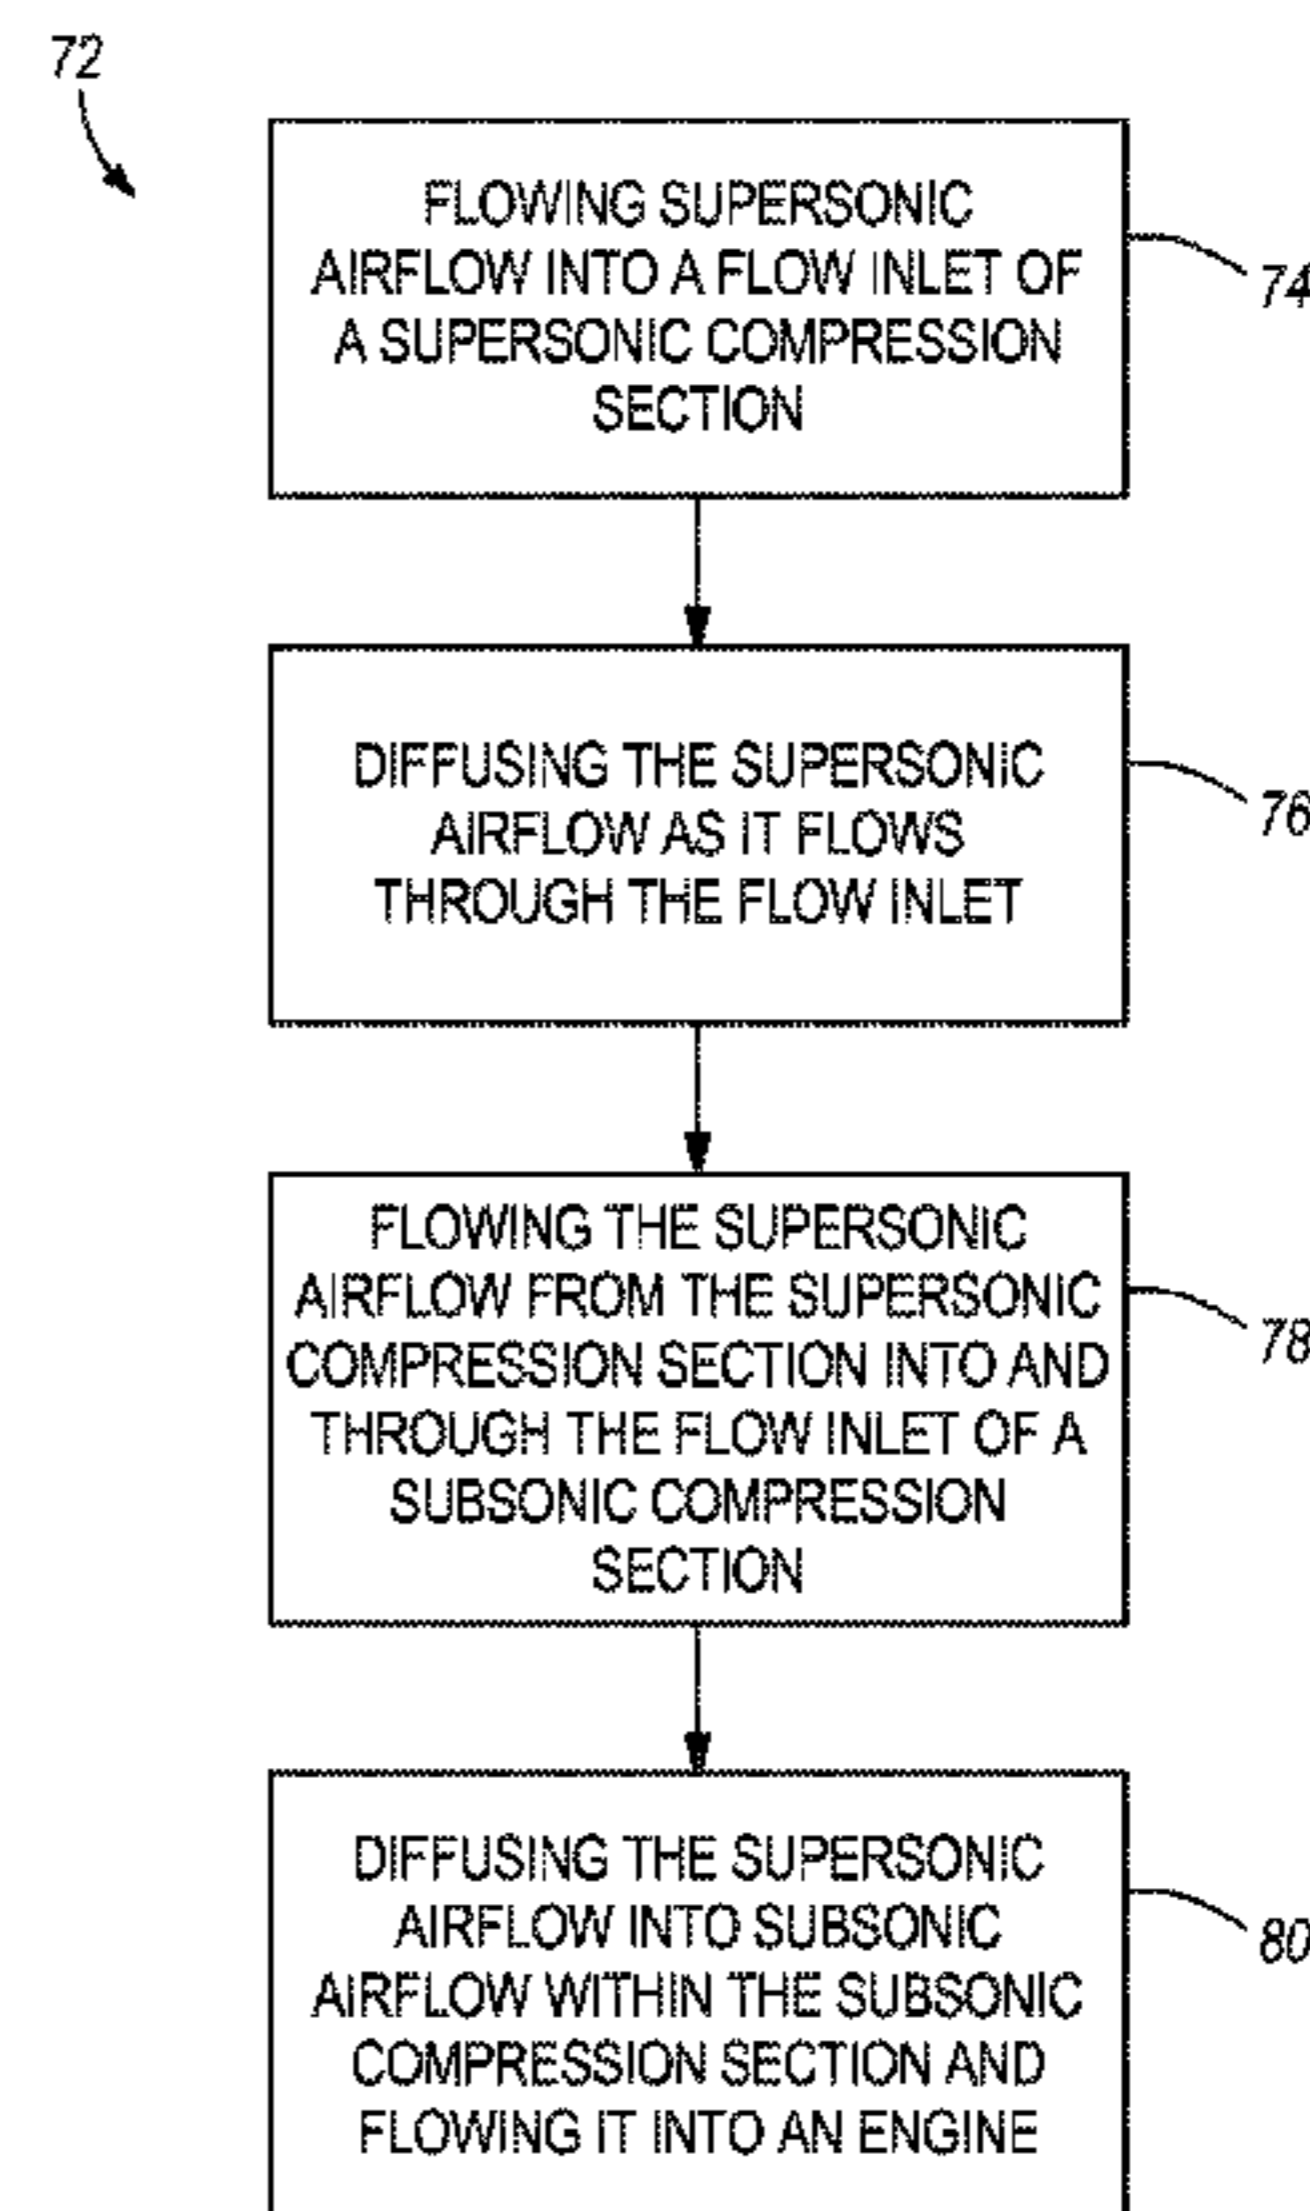 72
FLOWING SUPERSONIC
AIRFLOW INTO A FLOW INLET OF
A SUPERSONIC COMPRESSION
SECTION
74
DIFFUSING THE SUPERSONIC
AIRFLOW AS IT FLOWS
THROUGH THE FLOW INLET
76
FLOWING THE SUPERSONIC
AIRFLOW FROM THE SUPERSONIC
COMPRESSION SECTION INTO AND
THROUGH THE FLOW INLET OF A
SUBSONIC COMPRESSION
SECTION
78
DIFFUSING THE SUPERSONIC
AIRFLOW INTO SUBSONIC
AIRFLOW WITHIN THE SUBSONIC
COMPRESSION SECTION AND
FLOWING IT INTO AN ENGINE
80